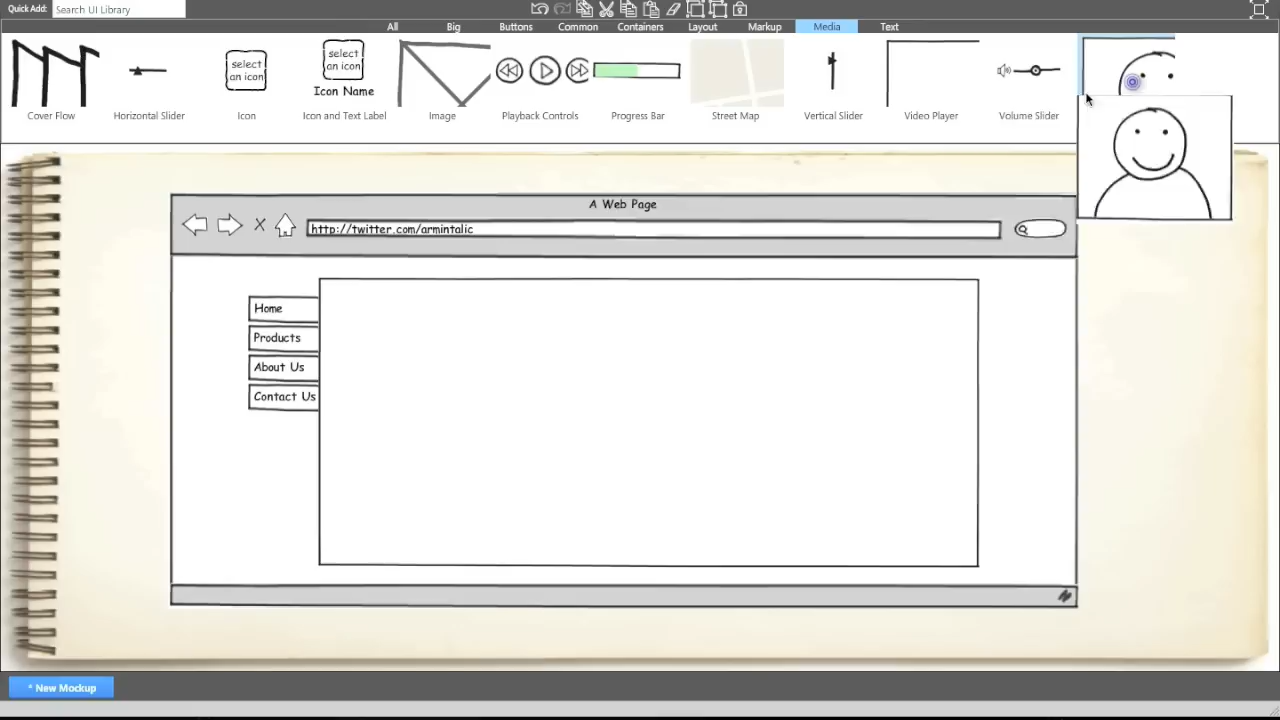 Quick Add: Search UI Library
All Big Buttons Common Containers Layout Markup Media Text
select an icon
select an icon
Icon Name
Cover Flow Horizontal Slider Icon Icon and Text Label Image Playback Controls Progress Bar Street Map Vertical Slider Video Player Volume Slider
A Web Page
X http://twitter.com/armintalic
Home
Products
About Us
Contact Us
* New Mockup